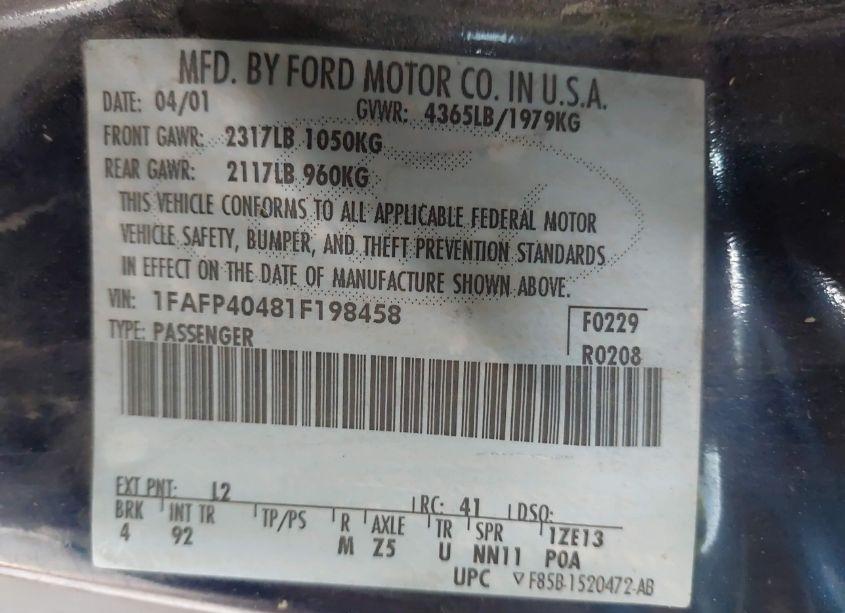 MFD. BY FORD MOTOR CO. IN U.S.A.
DATE: 04/01 GVWR: 4365LB/1979KG
FRONT GAWR: 2317LB 1050KG
REAR GAWR: 2117LB 960KG
THIS VEHICLE CONFORMS TO ALL APPLICABLE FEDERAL MOTOR
VEHICLE SAFETY, BUMPER, AND THEFT PREVENTION STANDARDS
IN EFFECT ON THE DATE OF MANUFACTURE SHOWN ABOVE.
VIN: 1FAFP40481F198458 F0229
TYPE: PASSENGER R0208
EXT PNT: L2 RC: 41 DSO:
BRK INT TR TP/PS R AXLE TR SPR 1ZE13
4 92 M Z5 U NN11 POA
UPC ▽ F85B-1520472-AB